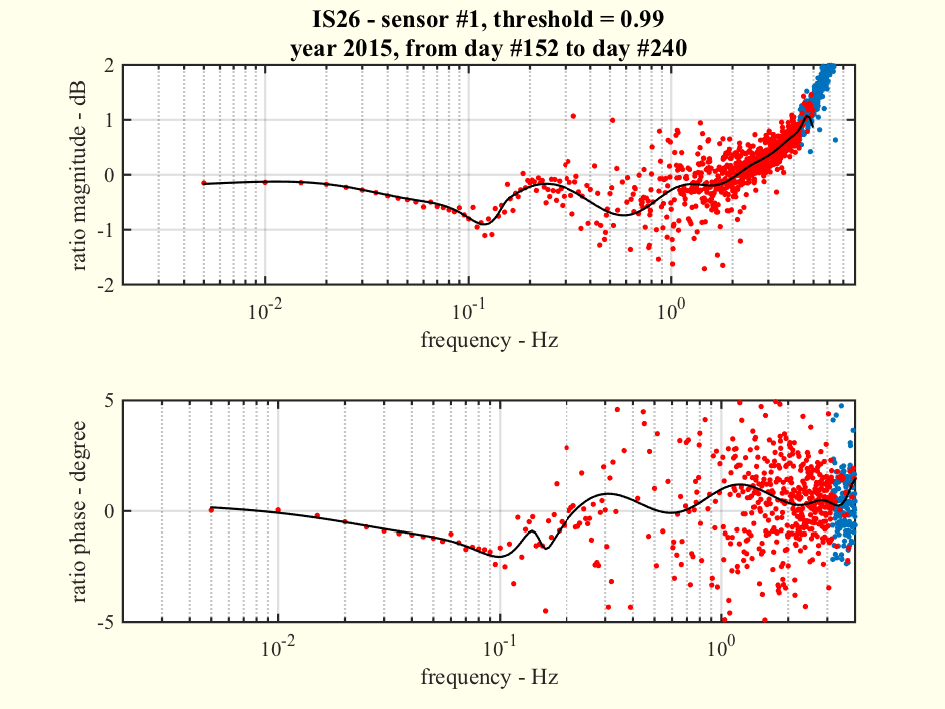 IS26 - sensor #1, threshold = 0.99
year 2015, from day #152 to day #240
ratio magnitude - dB
2
1
0
-1
-2
10^-2 10^-1 10^0
frequency - Hz
ratio phase - degree
5
0
-5
10^-2 10^-1 10^0
frequency - Hz